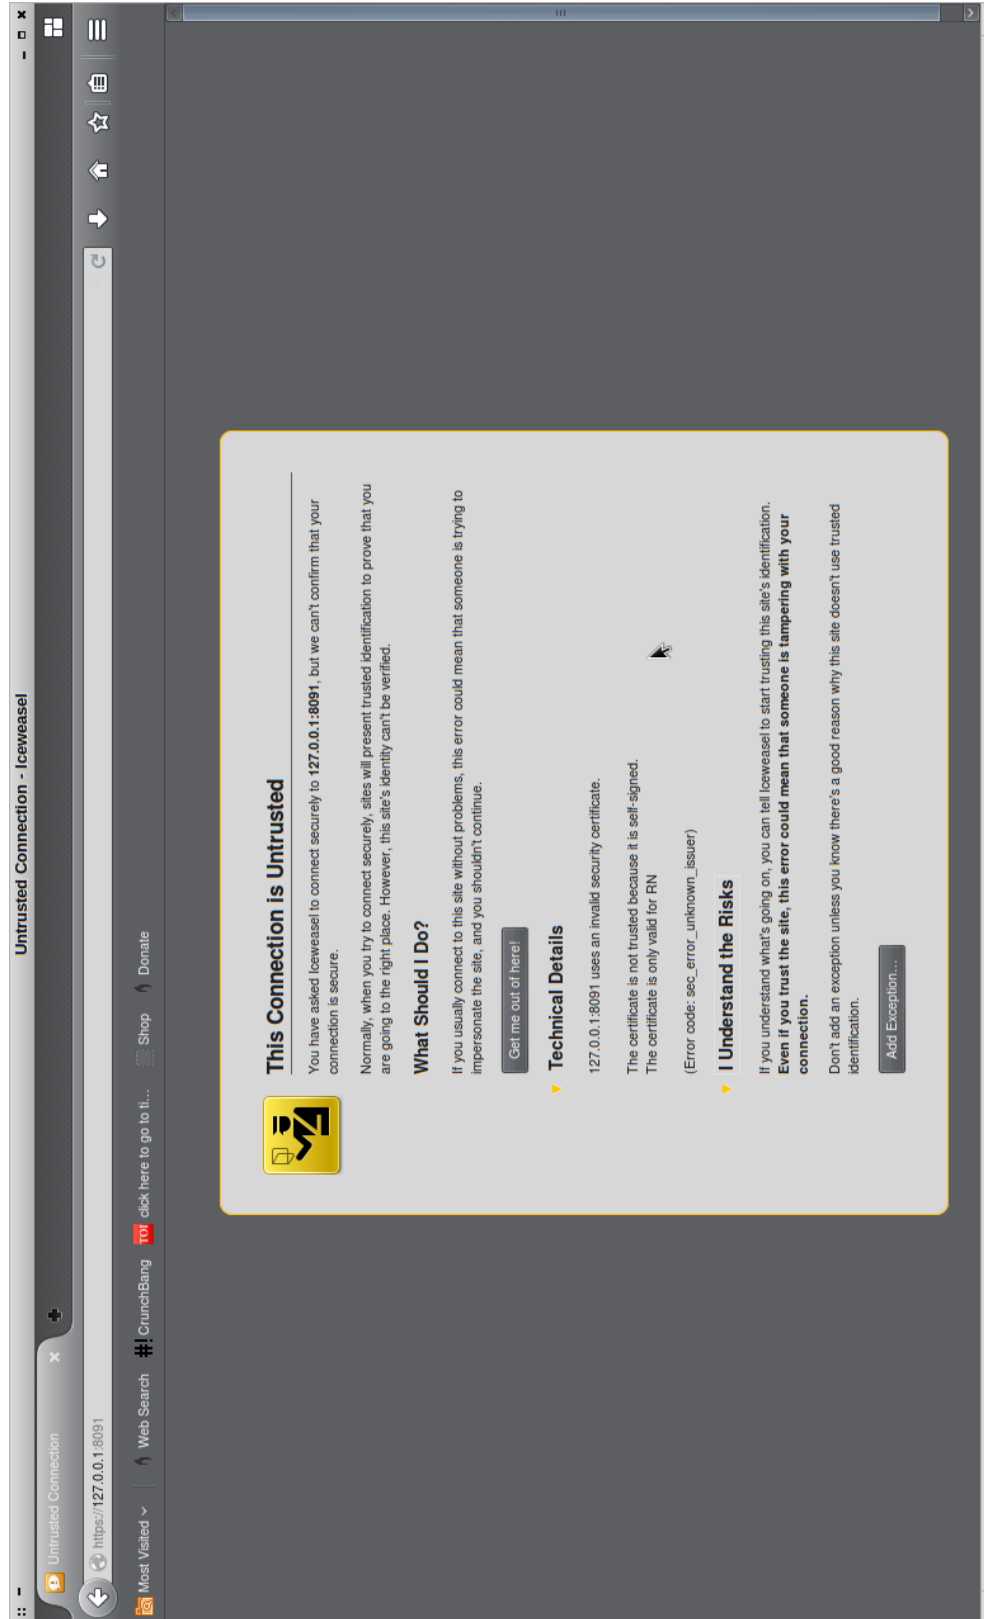 Untrusted Connection - Iceweasel
Untrusted Connection
https://127.0.0.1:8091
Most Visited
Web Search
#! CrunchBang
TOI click here to go to ti...
Shop
Donate
This Connection is Untrusted
You have asked Iceweasel to connect securely to 127.0.0.1:8091, but we can't confirm that your
connection is secure.
Normally, when you try to connect securely, sites will present trusted identification to prove that you
are going to the right place. However, this site's identity can't be verified.
What Should I Do?
If you usually connect to this site without problems, this error could mean that someone is trying to
impersonate the site, and you shouldn't continue.
Get me out of here!
Technical Details
127.0.0.1:8091 uses an invalid security certificate.
The certificate is not trusted because it is self-signed.
The certificate is only valid for RN
(Error code: sec_error_unknown_issuer)
I Understand the Risks
If you understand what's going on, you can tell Iceweasel to start trusting this site's identification.
Even if you trust the site, this error could mean that someone is tampering with your
connection.
Don't add an exception unless you know there's a good reason why this site doesn't use trusted
identification.
Add Exception...